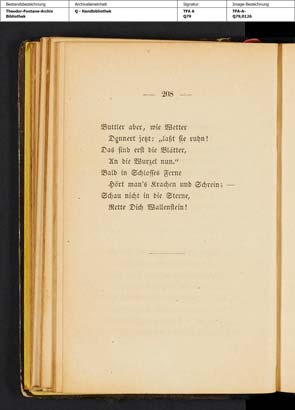 Bestandsbezeichnung
Theodor-Fontane-Archiv
Bibliothek
Archivalieneinheit
Q - Handbibliothek
Signatur
TFA A
Q79
Image-Bezeichnung
TFA-A-
Q79,0126
— 208 —
Buttler aber, wie Wetter
Donnert jetzt: „laßt sie ruhn!
Das sind erst die Blätter,
An die Wurzel nun.“
Bald in Schlosses Ferne
Hört man's Krachen und Schrein: —
Schau nicht in die Sterne,
Rette Dich Wallenstein!